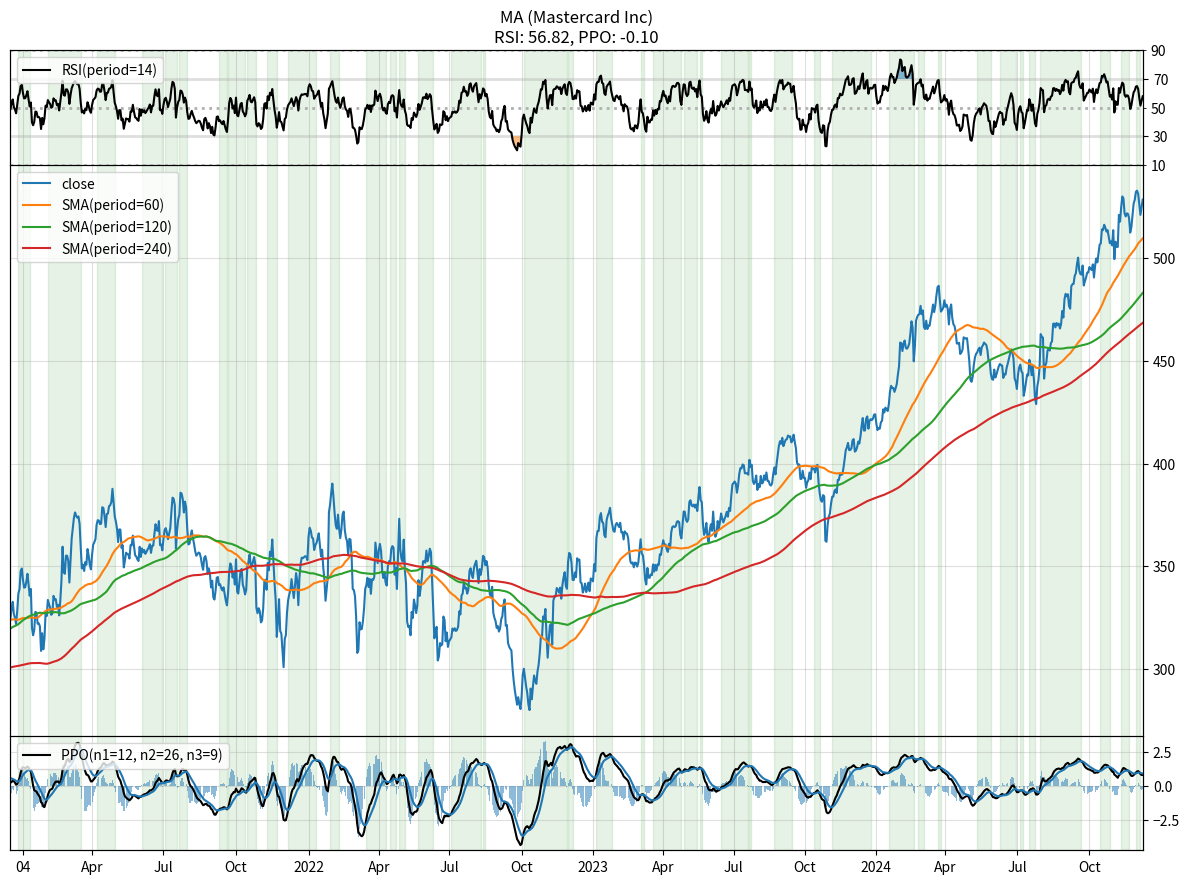 MA (Mastercard Inc)
RSI: 56.82, PPO: -0.10
RSI(period=14)
90
70
50
30
10
close
SMA(period=60)
SMA(period=120)
SMA(period=240)
500
450
400
350
300
PPO(n1=12, n2=26, n3=9)
2.5
0.0
−2.5
04 Apr Jul Oct 2022 Apr Jul Oct 2023 Apr Jul Oct 2024 Apr Jul Oct